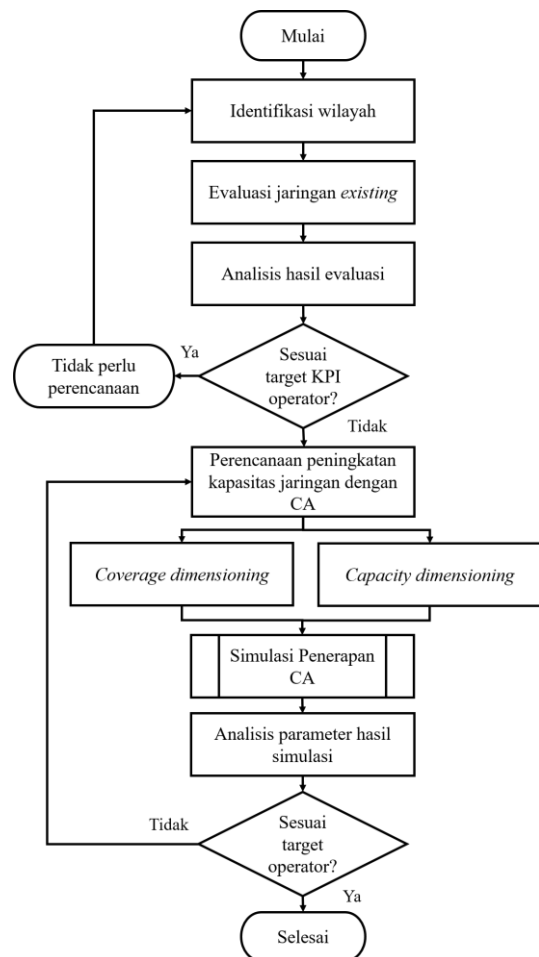 Mulai
Identifikasi wilayah
Evaluasi jaringan existing
Analisis hasil evaluasi
Ya
Tidak perlu
perencanaan
Sesuai
target KPI
operator?
Tidak
Perencanaan peningkatan
kapasitas jaringan dengan
CA
Coverage dimensioning
Capacity dimensioning
Simulasi Penerapan
CA
Analisis parameter hasil
simulasi
Tidak
Sesuai
target
operator?
Ya
Selesai